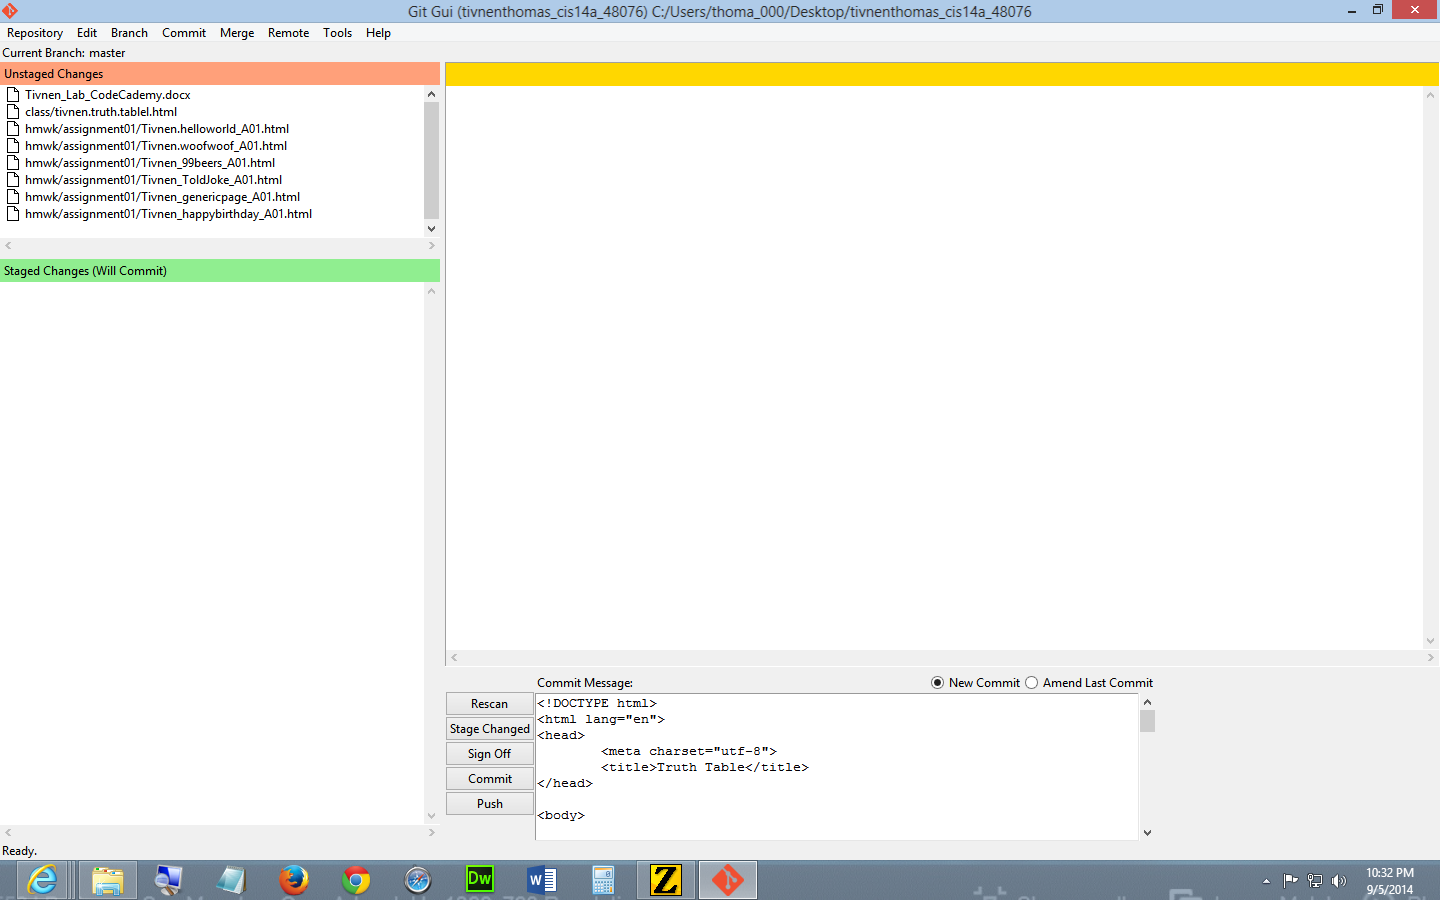 Git Gui (tivnenthomas_cis14a_48076) C:/Users/thoma_000/Desktop/tivnenthomas_cis14a_48076
Repository Edit Branch Commit Merge Remote Tools Help
Current Branch: master
Unstaged Changes
Tivnen_Lab_CodeCademy.docx
class/tivnen.truth.tablel.html
hmwk/assignment01/Tivnen.helloworld_A01.html
hmwk/assignment01/Tivnen.woofwoof_A01.html
hmwk/assignment01/Tivnen_99beers_A01.html
hmwk/assignment01/Tivnen_ToldJoke_A01.html
hmwk/assignment01/Tivnen_genericpage_A01.html
hmwk/assignment01/Tivnen_happybirthday_A01.html
Staged Changes (Will Commit)
Commit Message:
New Commit
Amend Last Commit
Rescan
Stage Changed
Sign Off
Commit
Push
<!DOCTYPE html>
<html lang="en">
<head>
<meta charset="utf-8">
<title>Truth Table</title>
</head>
<body>
Ready.
Dw
W
Z
10:32 PM
9/5/2014